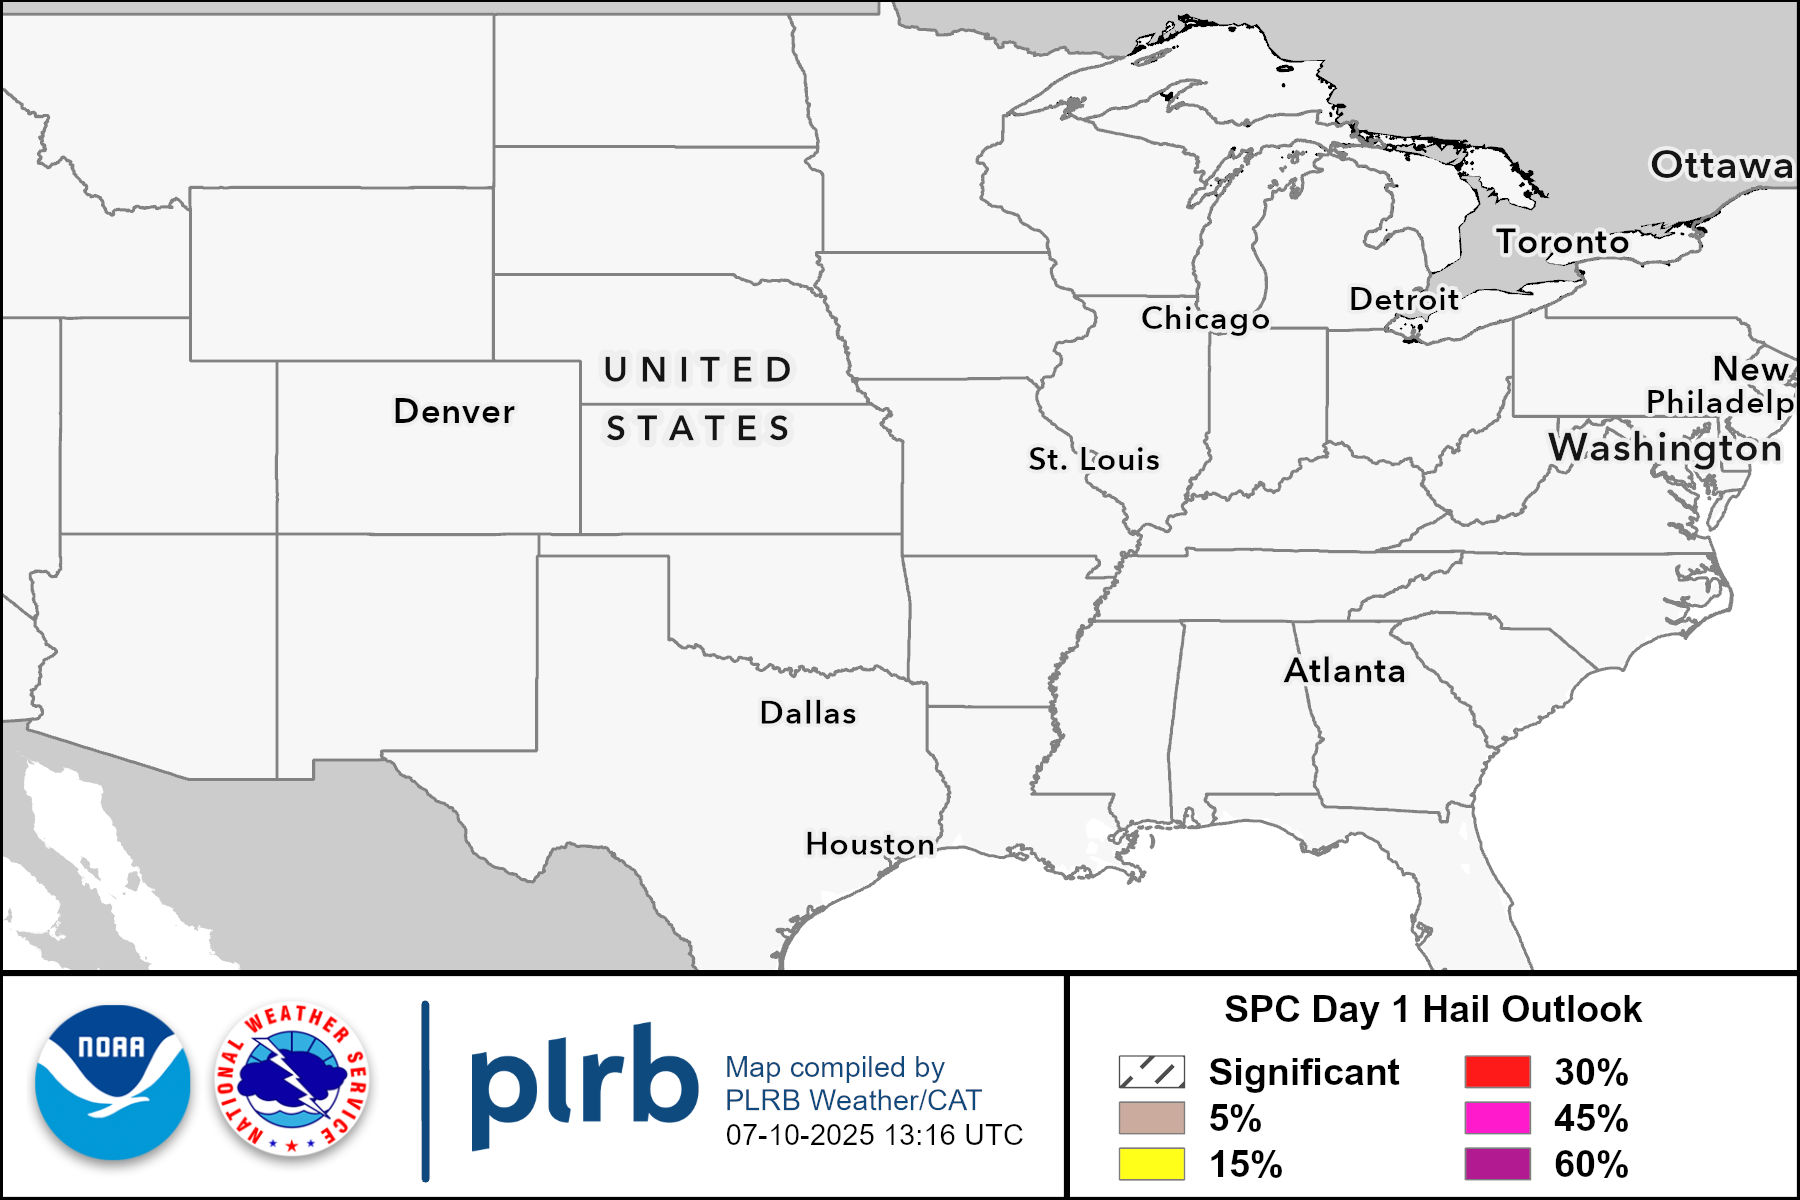 Ottawa
Toronto
Detroit
Chicago
UNITED
STATES
New
Philadelp
Denver
Washington
St. Louis
Atlanta
Dallas
Houston
NOAA
NATIONAL WEATHER SERVICE
plrb
Map compiled by
PLRB Weather/CAT
07-10-2025 13:16 UTC
SPC Day 1 Hail Outlook
Significant
5%
15%
30%
45%
60%